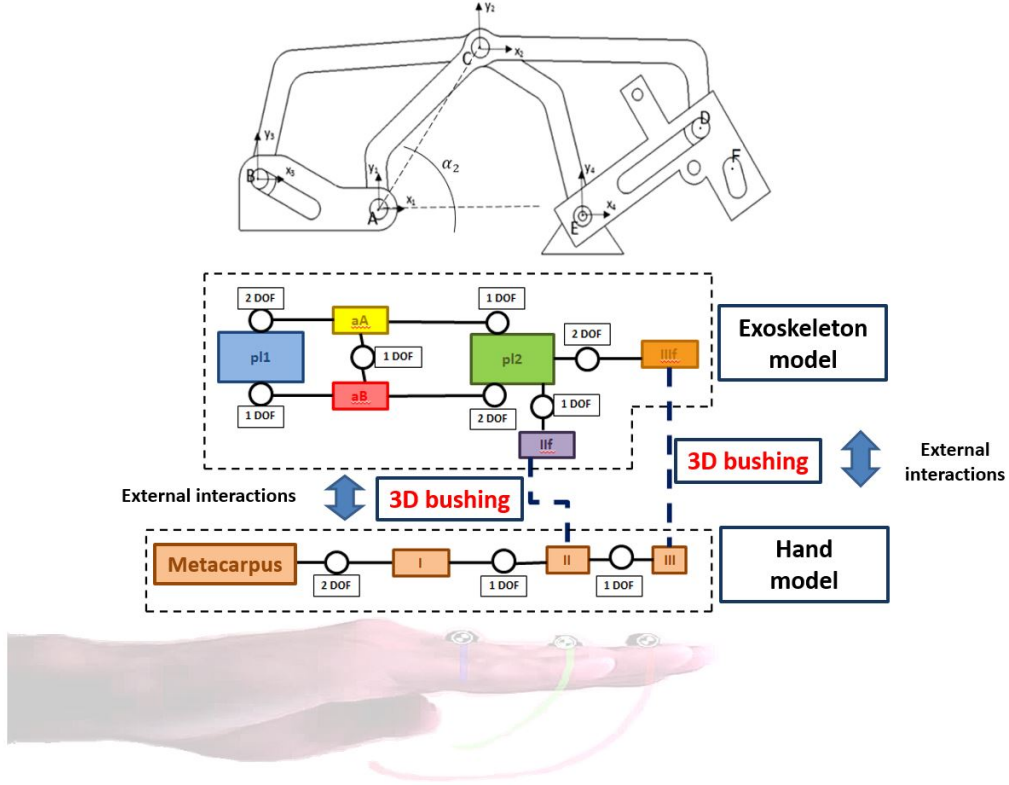 y₂
C
x₂
y₃
B
x₃
y₁
α₂
A
x₁
y₄
x₄
E
D
F
2 DOF
1 DOF
aA
2 DOF
pl1
1 DOF
pl2
IIIf
aB
1 DOF
2 DOF
1 DOF
IIf
Exoskeleton
model
3D bushing
External
interactions
External interactions
3D bushing
Metacarpus
I
II
III
2 DOF
1 DOF
1 DOF
Hand
model